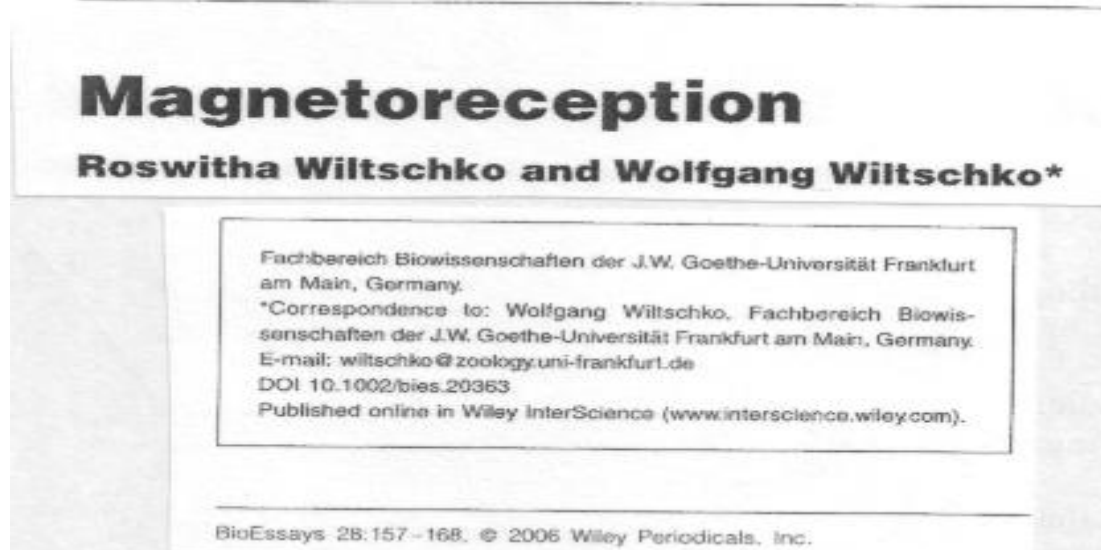 Magnetoreception
Roswitha Wiltschko and Wolfgang Wiltschko*
Fachbereich Biowissenschaften der J.W. Goethe-Universität Frankfurt
am Main, Germany.
*Correspondence to: Wolfgang Wiltschko, Fachbereich Biowis-
senschaften der J.W. Goethe-Universität Frankfurt am Main, Germany.
E-mail: wiltschko@zoology.uni-frankfurt.de
DOI 10.1002/bies.20363
Published online in Wiley InterScience (www.interscience.wiley.com).
BioEssays 28:157–168, © 2006 Wiley Periodicals, Inc.